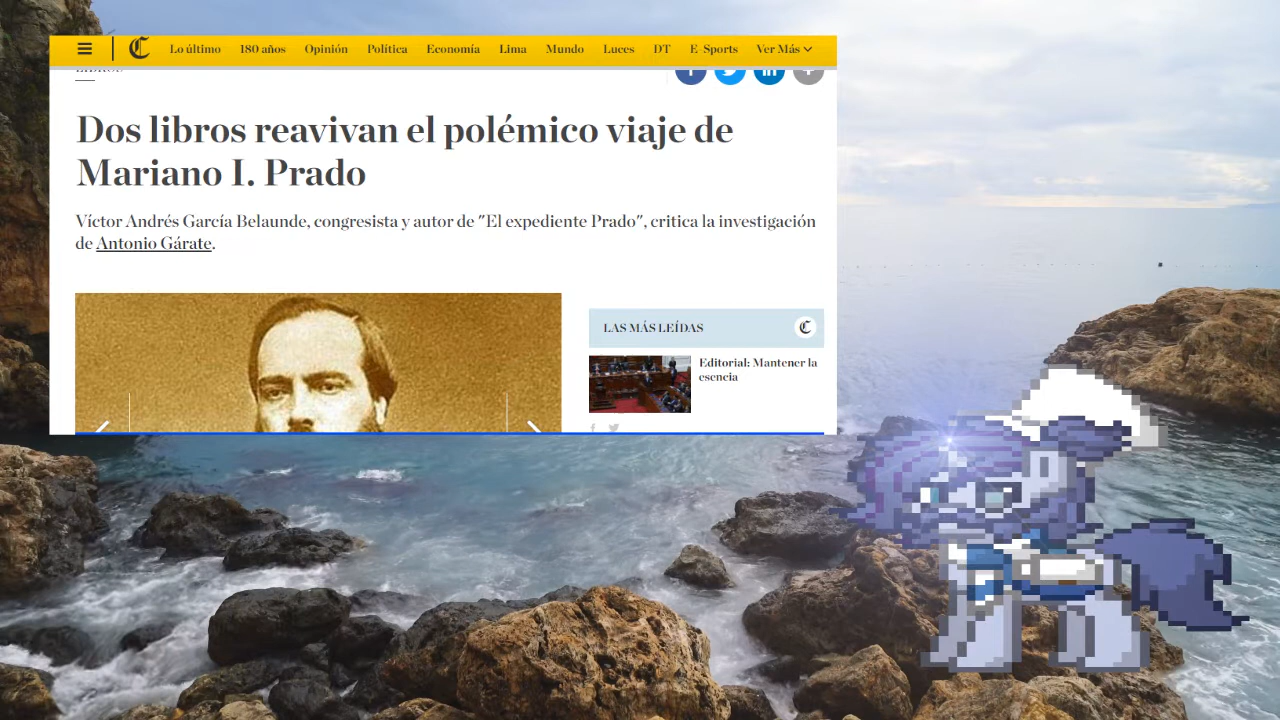 Lo último 180 años Opinión Política Economía Lima Mundo Luces DT E Sports Ver Más
Dos libros reavivan el polémico viaje de
Mariano I. Prado
Víctor Andrés García Belaunde, congresista y autor de "El expediente Prado", critica la investigación
de Antonio Gárate.
LAS MÁS LEÍDAS
Editorial: Mantener la
esencia